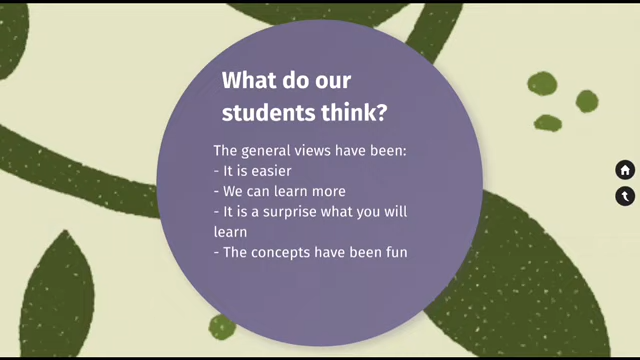 What do our
students think?
The general views have been:
- It is easier
- We can learn more
- It is a surprise what you will
learn
- The concepts have been fun